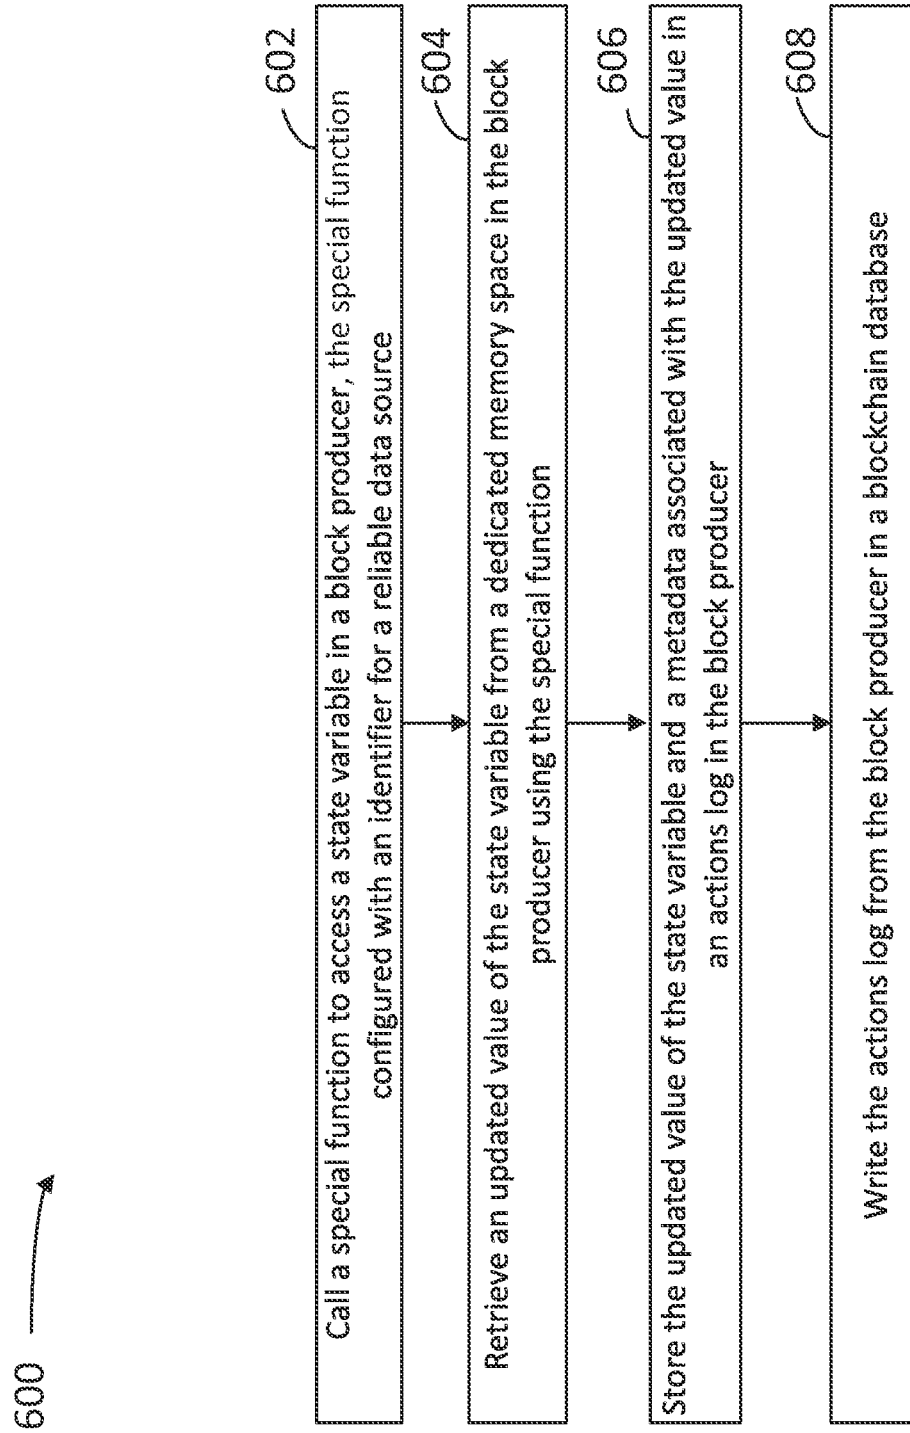 600
602
Call a special function to access a state variable in a block producer, the special function
configured with an identifier for a reliable data source
604
Retrieve an updated value of the state variable from a dedicated memory space in the block
producer using the special function
606
Store the updated value of the state variable and a metadata associated with the updated value in
an actions log in the block producer
608
Write the actions log from the block producer in a blockchain database